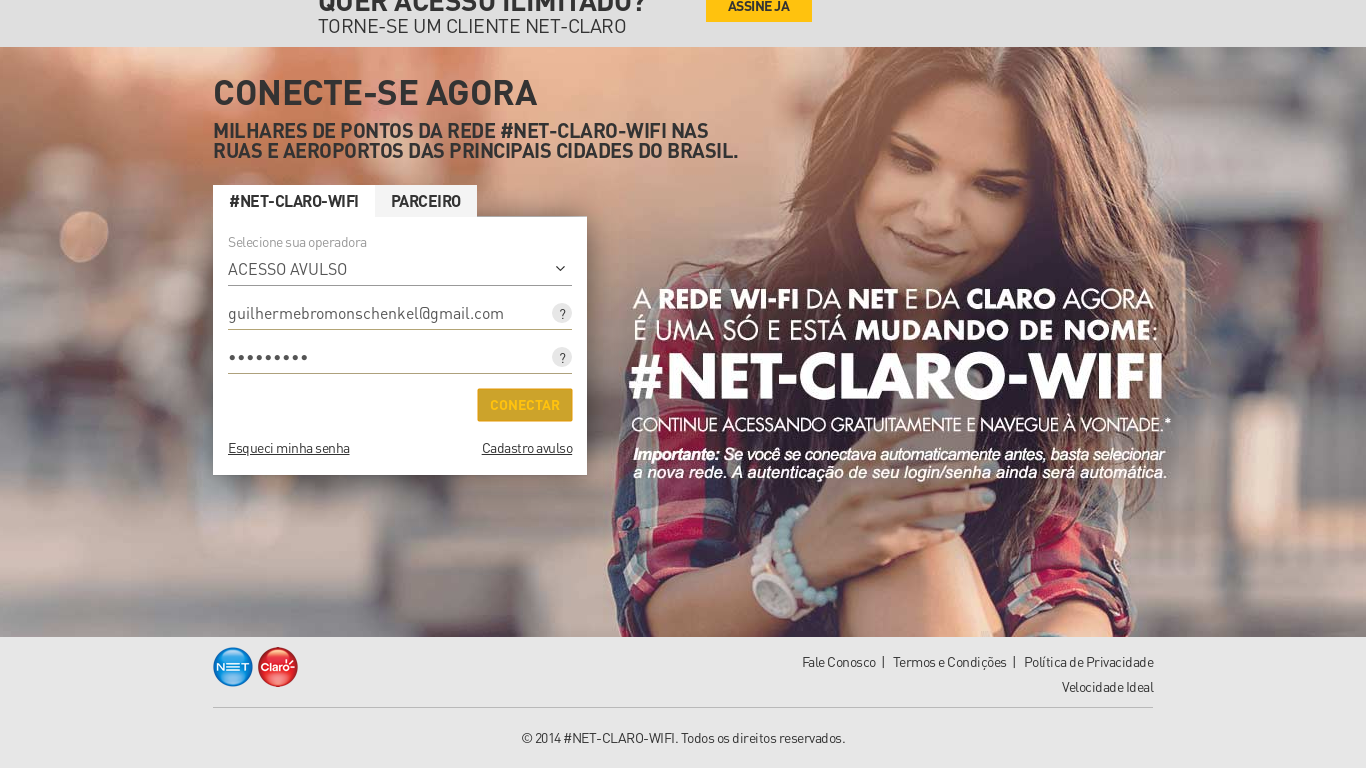 QUER ACESSO ILIMITADO?
TORNE-SE UM CLIENTE NET-CLARO
ASSINE JÁ
CONECTE-SE AGORA
MILHARES DE PONTOS DA REDE #NET-CLARO-WIFI NAS
RUAS E AEROPORTOS DAS PRINCIPAIS CIDADES DO BRASIL.
#NET-CLARO-WIFI
PARCEIRO
Selecione sua operadora
ACESSO AVULSO
guilhermebromonschenkel@gmail.com
?
•••••••••
?
CONECTAR
Esqueci minha senha
Cadastro avulso
A REDE WI-FI DA NET E DA CLARO AGORA
É UMA SÓ E ESTÁ MUDANDO DE NOME:
#NET-CLARO-WIFI
CONTINUE ACESSANDO GRATUITAMENTE E NAVEGUE À VONTADE.*
Importante: Se você se conectava automaticamente antes, basta selecionar
a nova rede. A autenticação de seu login/senha ainda será automática.
NET
Claro
Fale Conosco | Termos e Condições | Política de Privacidade
Velocidade Ideal
© 2014 #NET-CLARO-WIFI. Todos os direitos reservados.